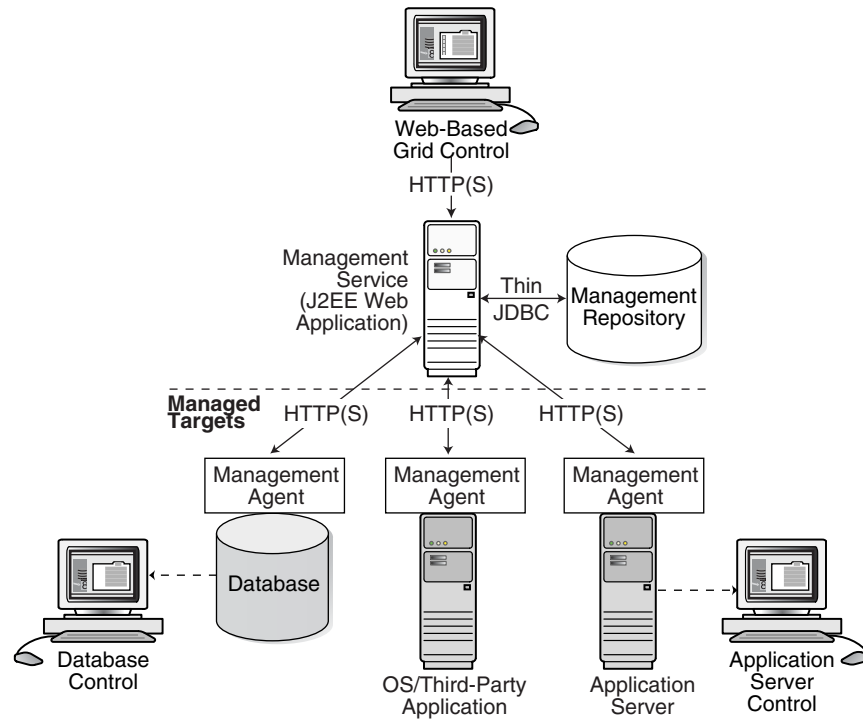 Web-Based
Grid Control
HTTP(S)
Management
Service
(J2EE Web
Application)
Thin
JDBC
Management
Repository
Managed
Targets
HTTP(S)
HTTP(S)
HTTP(S)
Management
Agent
Management
Agent
Management
Agent
Database
Database
Control
OS/Third-Party
Application
Application
Server
Application
Server
Control